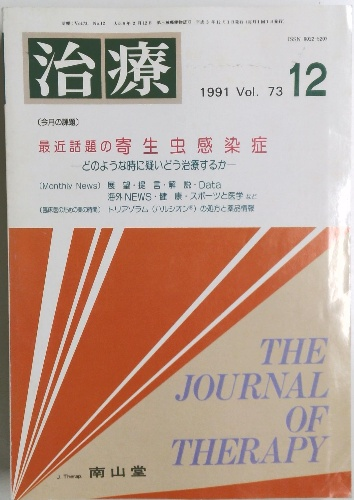 ISSN 0022-5207
治療
1991 Vol. 73 12
〔今月の課題〕
最近話題の寄生虫感染症
—どのような時に疑いどう治療するか—
〔Monthly News〕展望・提言・解説・Data
海外NEWS・健康・スポーツと医学 など
トリアゾラム（ハルシオン®）の処方と薬品情報
THE
JOURNAL
OF
THERAPY
J. Therap. 南山堂